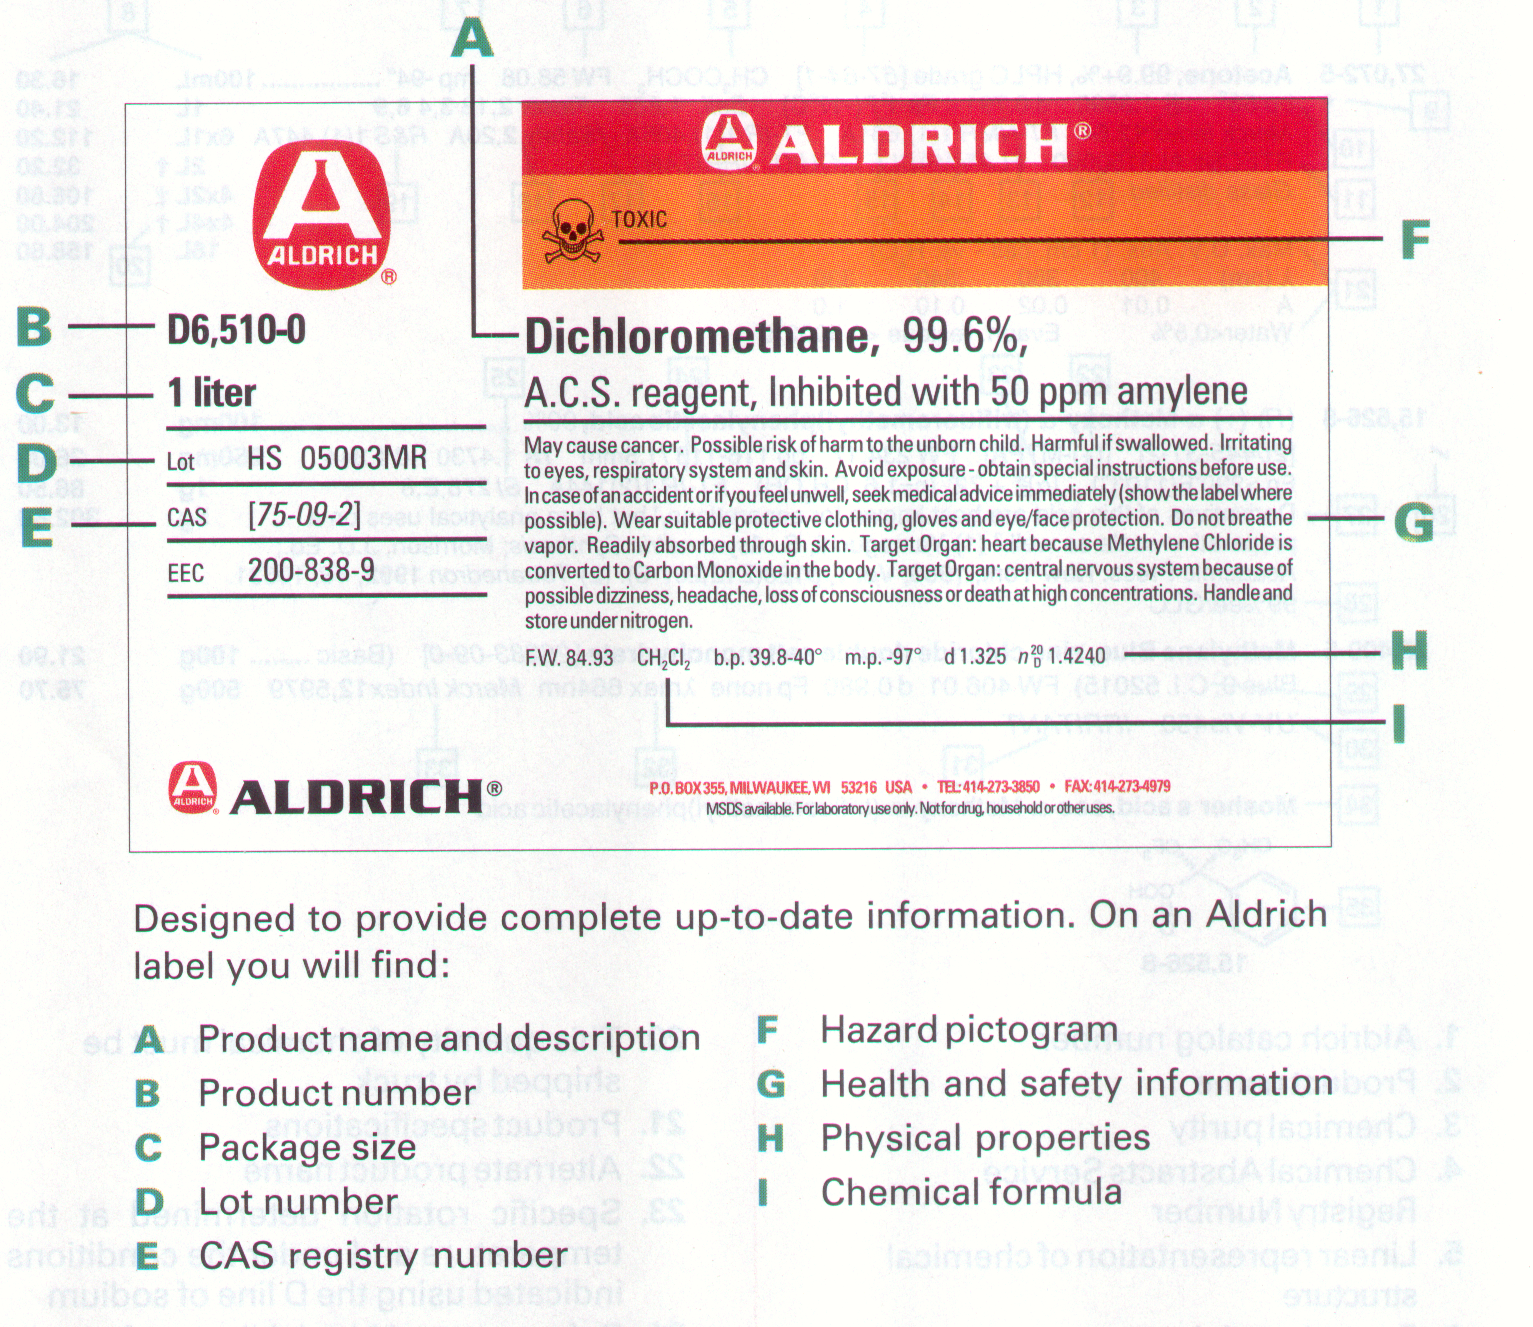 A
ALDRICH
ALDRICH®
TOXIC
F
ALDRICH®
B D6,510-0
Dichloromethane, 99.6%,
C 1 liter
A.C.S. reagent, Inhibited with 50 ppm amylene
D Lot HS 05003MR
E CAS [75-09-2]
EEC 200-838-9
May cause cancer. Possible risk of harm to the unborn child. Harmful if swallowed. Irritating
to eyes, respiratory system and skin. Avoid exposure - obtain special instructions before use.
In case of an accident or if you feel unwell, seek medical advice immediately (show the label where
possible). Wear suitable protective clothing, gloves and eye/face protection. Do not breathe
G
vapor. Readily absorbed through skin. Target Organ: heart because Methylene Chloride is
converted to Carbon Monoxide in the body. Target Organ: central nervous system because of
possible dizziness, headache, loss of consciousness or death at high concentrations. Handle and
store under nitrogen.
F.W. 84.93 CH₂Cl₂ b.p. 39.8-40° m.p. -97° d 1.325 n²⁰D 1.4240
H
I
ALDRICH
ALDRICH®
P.O. BOX 355, MILWAUKEE, WI 53216 USA • TEL: 414-273-3850 • FAX: 414-273-4979
MSDS available. For laboratory use only. Not for drug, household or other uses.
Designed to provide complete up-to-date information. On an Aldrich
label you will find:
A Product name and description
B Product number
C Package size
D Lot number
E CAS registry number
F Hazard pictogram
G Health and safety information
H Physical properties
I Chemical formula